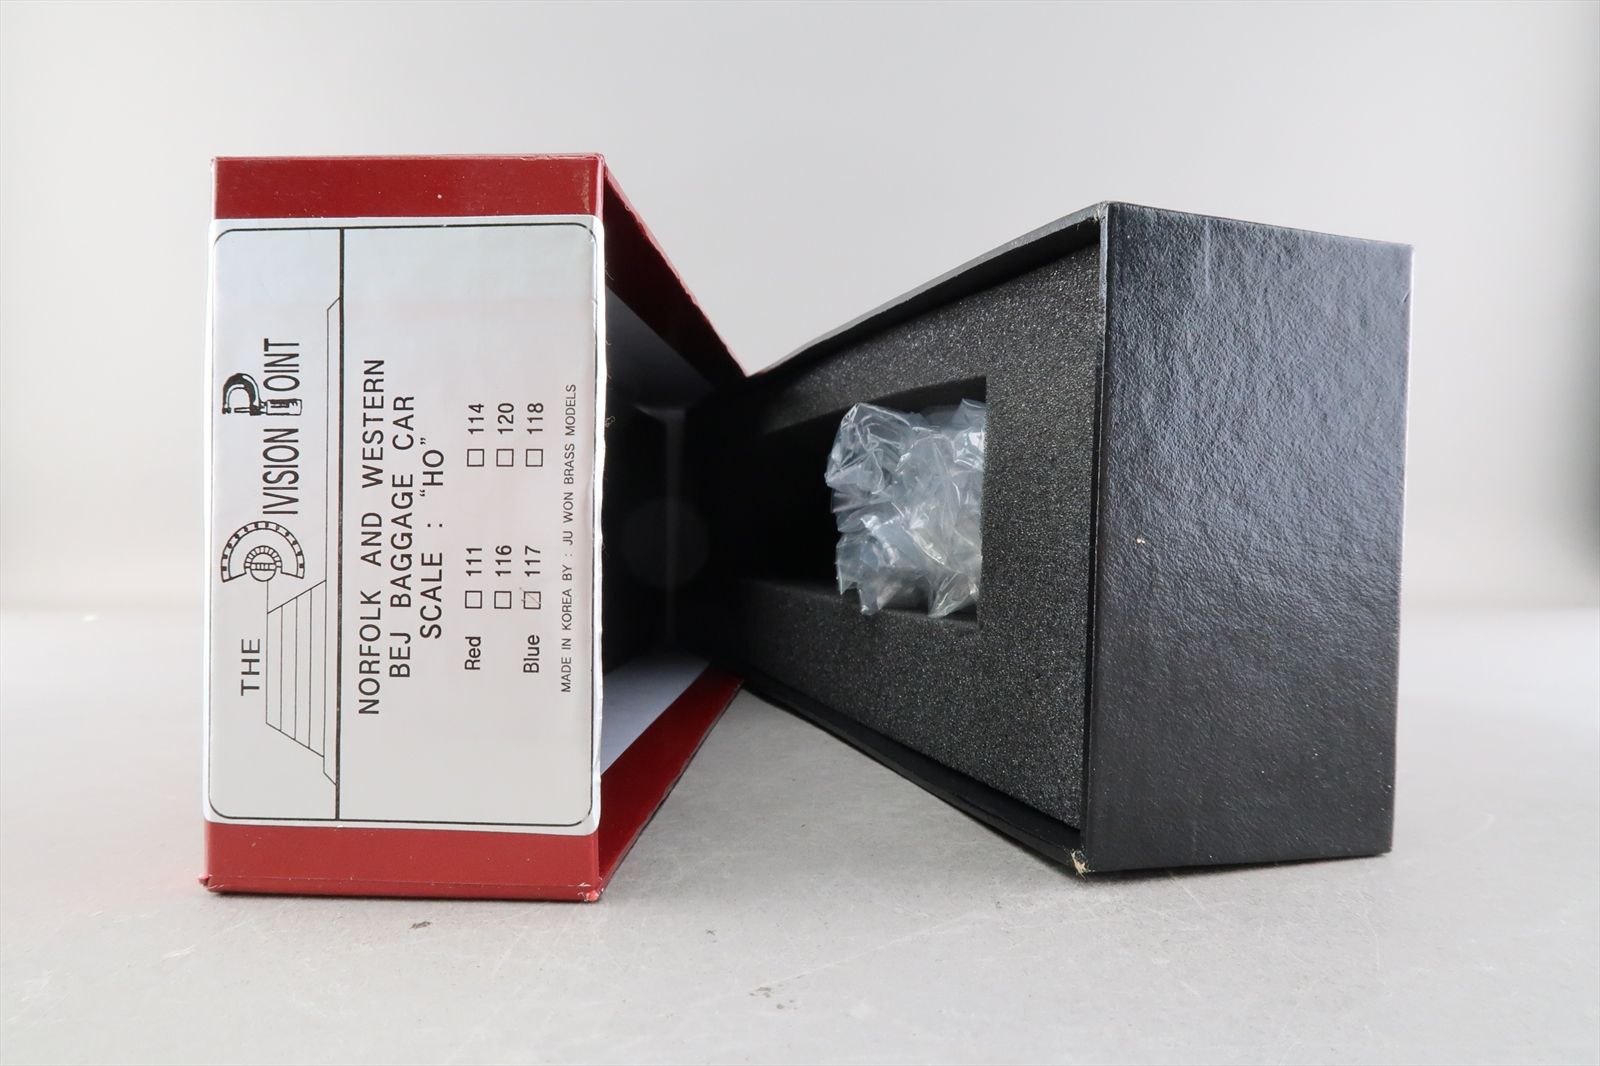 THE DIVISION POINT
NORFOLK AND WESTERN
BEJ BAGGAGE CAR
SCALE : "HO"
Red ☐ 111 ☐ 114
☐ 116 ☐ 120
Blue ☑ 117 ☐ 118
MADE IN KOREA BY : JU WON BRASS MODELS